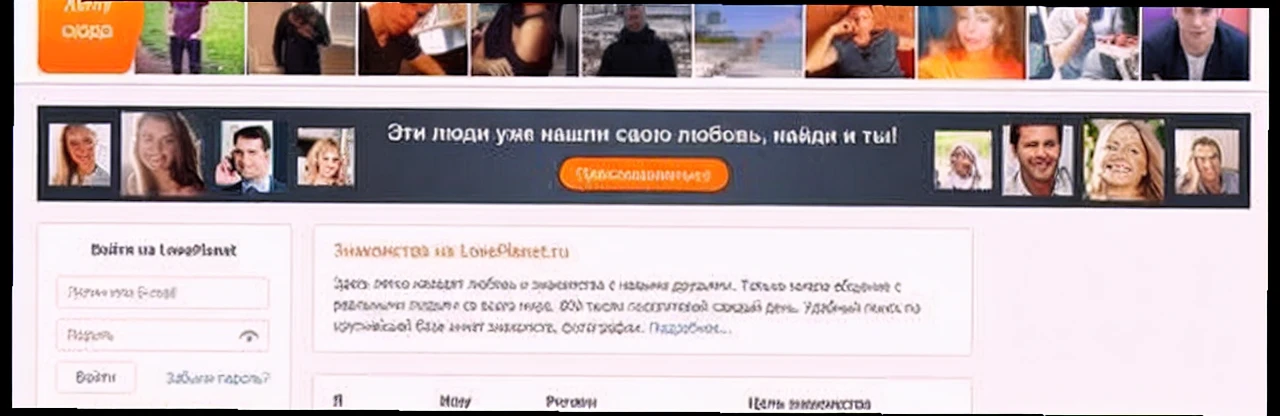 Хочу
сюда
Эти люди уже нашли свою любовь, найди и ты!
Войти на LovePlanet
Логин или E-mail
Пароль
Войти
Забыли пароль?
Знакомства на LovePlanet.ru
Здесь легко находят любовь и знакомства с новыми друзьями. Только живое общение с
реальными людьми со всего мира. 800 тысяч посетителей каждый день. Удобный поиск по
крупнейшей базе анкет знакомств, фотографии. Подробнее...
Я
Ищу
Регион
Цель знакомства